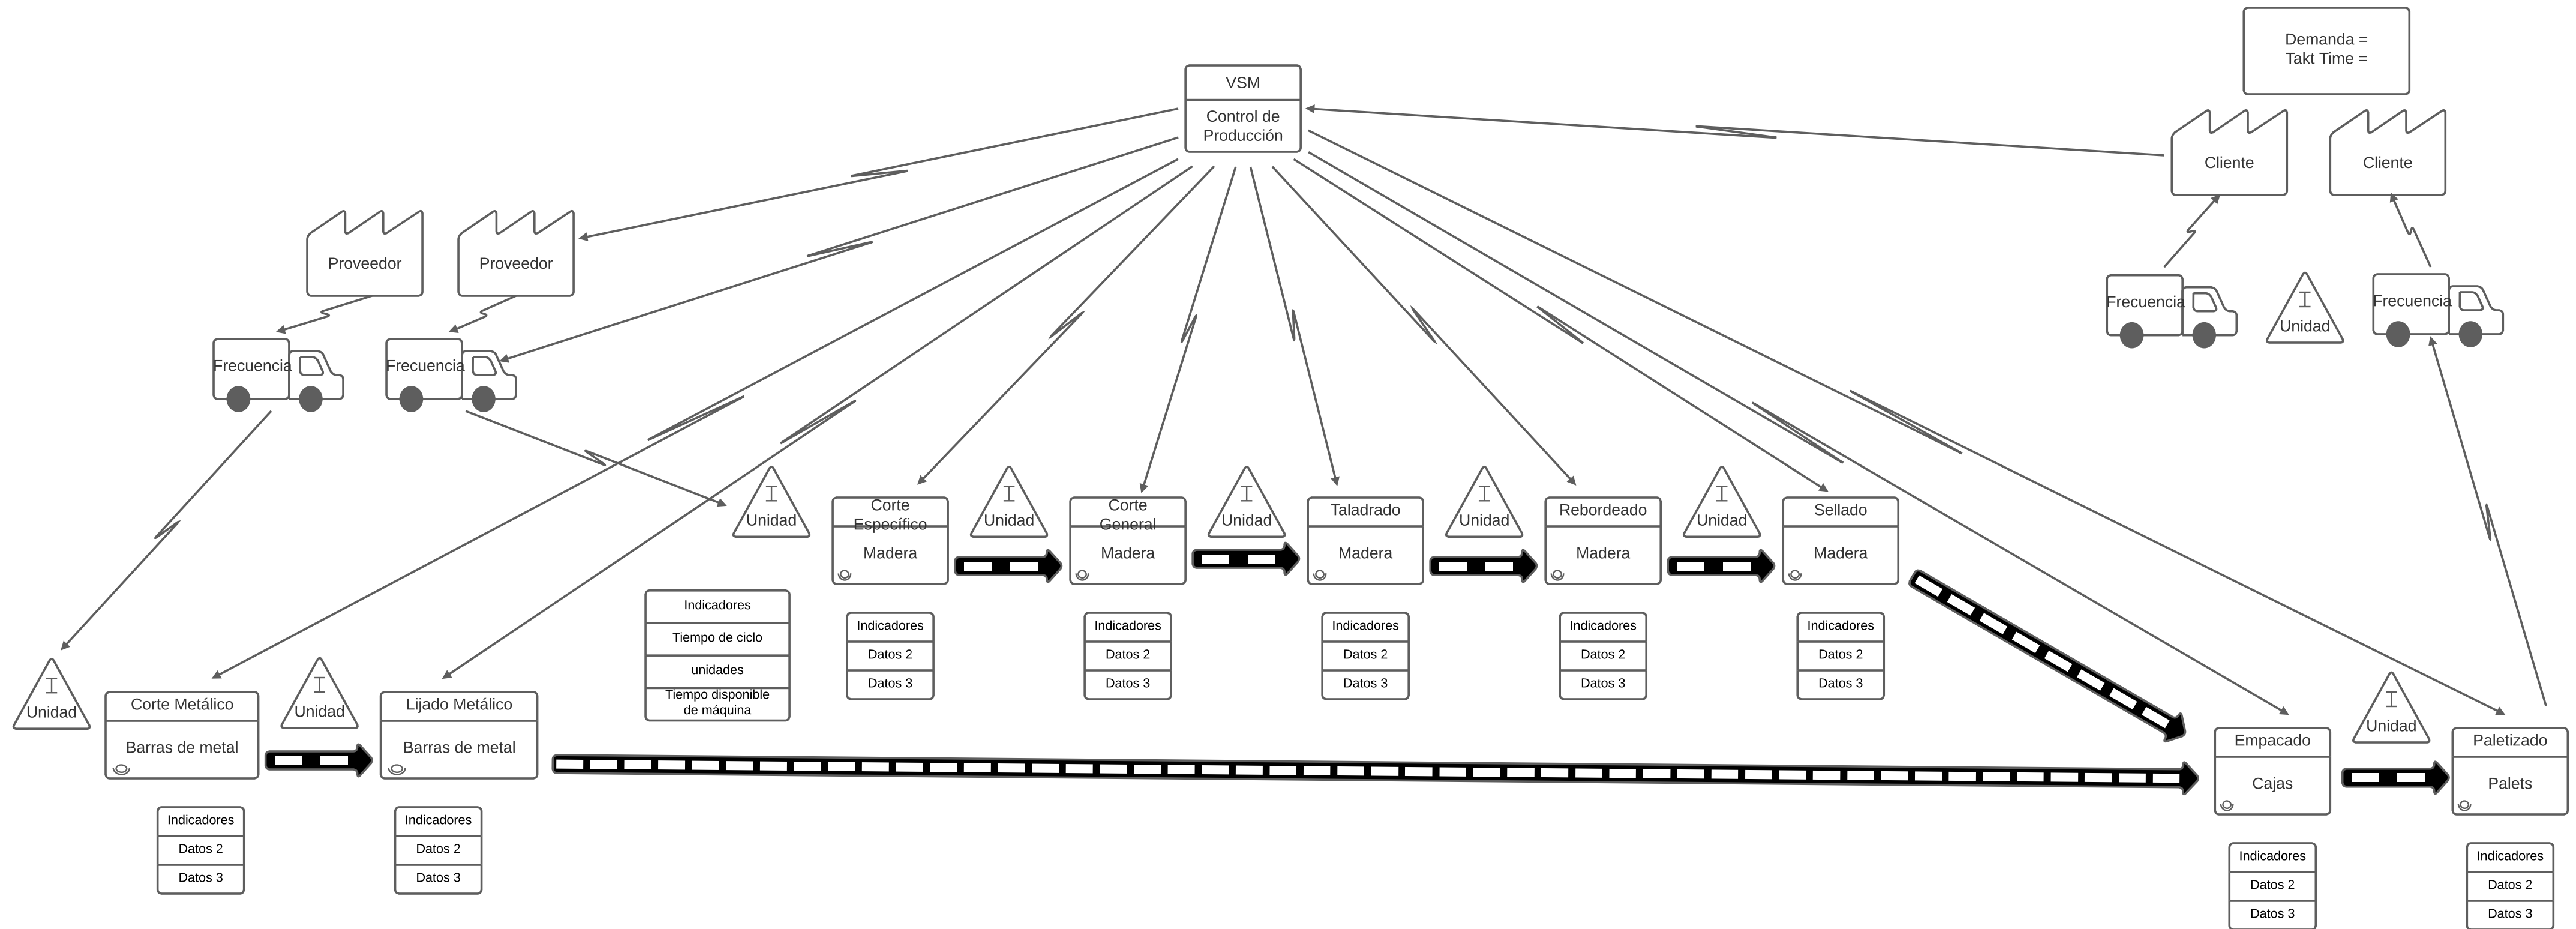 Demanda =
Takt Time =
VSM
Control de
Producción
Cliente
Cliente
Proveedor
Proveedor
Frecuencia
Frecuencia
Unidad
Frecuencia
Frecuencia
Unidad
Corte
Específico
Madera
Unidad
Corte
General
Madera
Unidad
Taladrado
Madera
Unidad
Rebordeado
Madera
Unidad
Sellado
Madera
Indicadores
Tiempo de ciclo
unidades
Tiempo disponible
de máquina
Indicadores
Datos 2
Datos 3
Indicadores
Datos 2
Datos 3
Indicadores
Datos 2
Datos 3
Indicadores
Datos 2
Datos 3
Indicadores
Datos 2
Datos 3
Unidad
Corte Metálico
Barras de metal
Unidad
Lijado Metálico
Barras de metal
Empacado
Cajas
Unidad
Paletizado
Palets
Indicadores
Datos 2
Datos 3
Indicadores
Datos 2
Datos 3
Indicadores
Datos 2
Datos 3
Indicadores
Datos 2
Datos 3